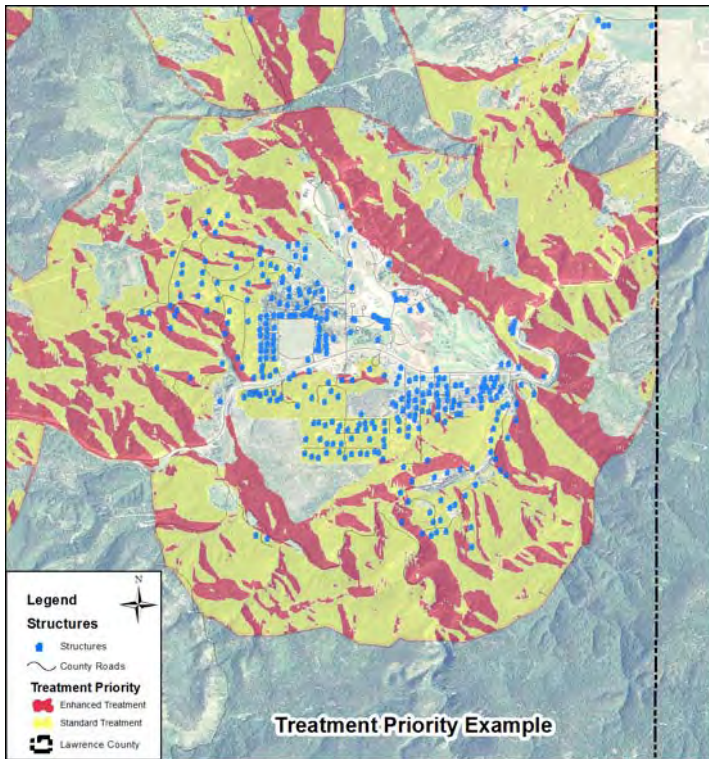 N
Legend
Structures
Structures
County Roads
Treatment Priority
Enhanced Treatment
Standard Treatment
Lawrence County
Treatment Priority Example